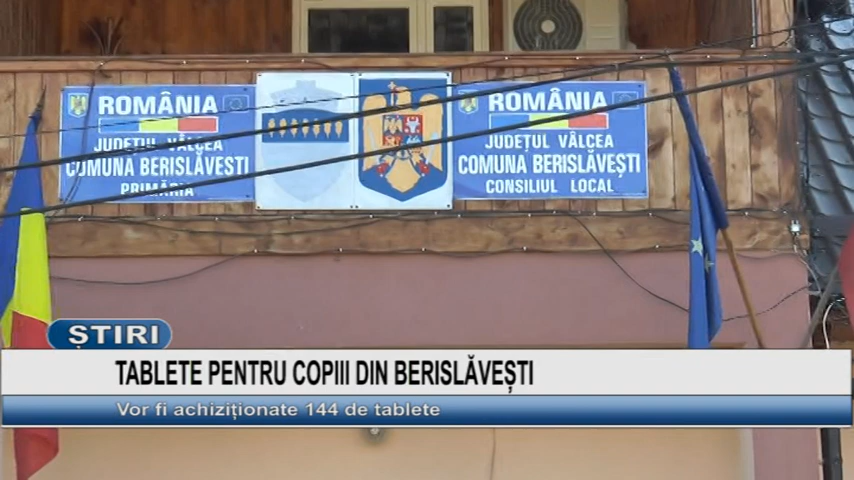 ROMÂNIA
JUDEȚUL VÂLCEA
COMUNA BERISLĂVEȘTI
PRIMĂRIA
ROMÂNIA
JUDEȚUL VÂLCEA
COMUNA BERISLĂVEȘTI
CONSILIUL LOCAL
ȘTIRI
TABLETE PENTRU COPIII DIN BERISLĂVEȘTI
Vor fi achiziționate 144 de tablete